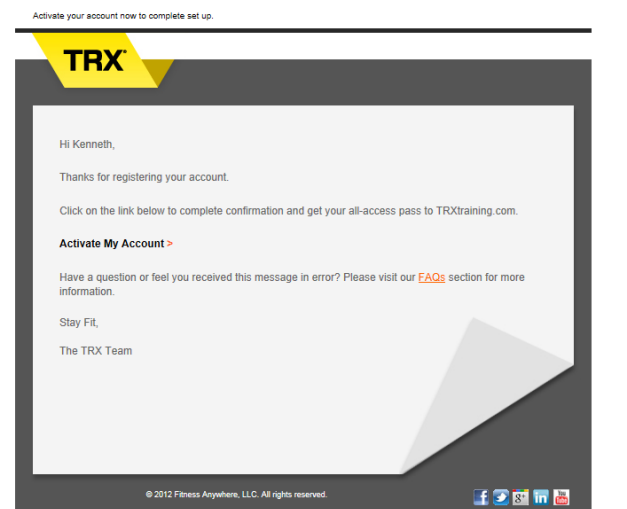 Activate your account now to complete set up.
TRX
Hi Kenneth,
Thanks for registering your account.
Click on the link below to complete confirmation and get your all-access pass to TRXtraining.com.
Activate My Account >
Have a question or feel you received this message in error? Please visit our FAQs section for more
information.
Stay Fit,
The TRX Team
© 2012 Fitness Anywhere, LLC. All rights reserved.
f g+ in You Tube